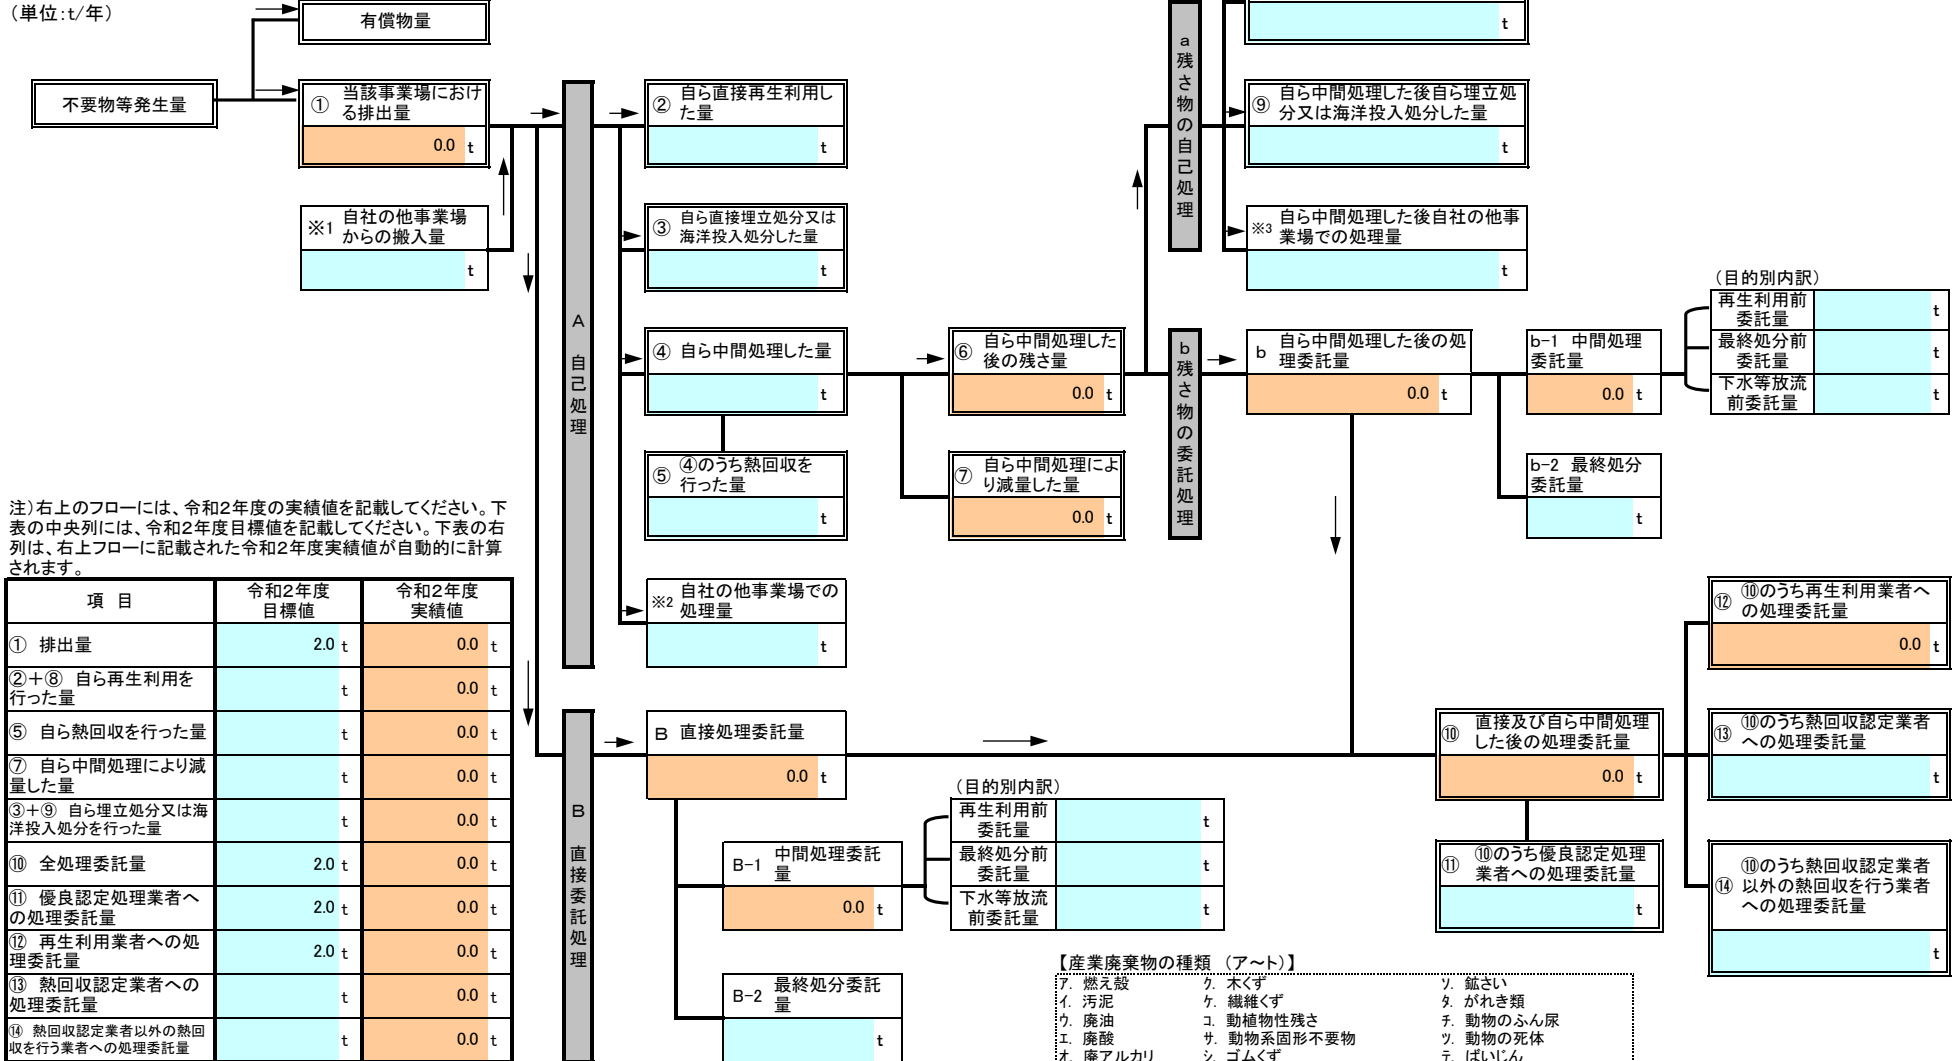 （単位:t/年）
有償物量
t
不要物等発生量
① 当該事業場におけ
る排出量
0.0 t
※1 自社の他事業場
からの搬入量
t
A 自己処理
② 自ら直接再生利用し
た量
t
③ 自ら直接埋立処分又は
海洋投入処分した量
t
④ 自ら中間処理した量
t
⑤ ④のうち熱回収を
行った量
t
※2 自社の他事業場での
処理量
t
⑥ 自ら中間処理した
後の残さ量
0.0 t
⑦ 自ら中間処理によ
り減量した量
0.0 t
a残さ物の自己処理
⑨ 自ら中間処理した後自ら埋立処
分又は海洋投入処分した量
t
※3 自ら中間処理した後自社の他事
業場での処理量
t
b残さ物の委託処理
b 自ら中間処理した後の処
理委託量
0.0 t
b-1 中間処理
委託量
0.0 t
（目的別内訳）
再生利用前
委託量 t
最終処分前
委託量 t
下水等放流
前委託量 t
b-2 最終処分
委託量
t
注）右上のフローには、令和２年度の実績値を記載してください。下
表の中央列には、令和２年度目標値を記載してください。下表の右
列は、右上フローに記載された令和２年度実績値が自動的に計算
されます。
項 目 令和２年度
目標値 令和２年度
実績値
① 排出量 2.0 t 0.0 t
②＋⑧ 自ら再生利用を
行った量 t 0.0 t
⑤ 自ら熱回収を行った量 t 0.0 t
⑦ 自ら中間処理により減
量した量 t 0.0 t
③＋⑨ 自ら埋立処分又は海
洋投入処分を行った量 t 0.0 t
⑩ 全処理委託量 2.0 t 0.0 t
⑪ 優良認定処理業者へ
の処理委託量 2.0 t 0.0 t
⑫ 再生利用業者への処
理委託量 2.0 t 0.0 t
⑬ 熱回収認定業者への
処理委託量 t 0.0 t
⑭ 熱回収認定業者以外の熱回
収を行う業者への処理委託量 t 0.0 t
B 直接委託処理
B 直接処理委託量
0.0 t
B-1 中間処理委託
量
0.0 t
（目的別内訳）
再生利用前
委託量 t
最終処分前
委託量 t
下水等放流
前委託量 t
B-2 最終処分委託
量
t
⑩ 直接及び自ら中間処理
した後の処理委託量
0.0 t
⑪ ⑩のうち優良認定処理
業者への処理委託量
t
⑫ ⑩のうち再生利用業者へ
の処理委託量
0.0 t
⑬ ⑩のうち熱回収認定業者
への処理委託量
t
⑭ ⑩のうち熱回収認定業者
以外の熱回収を行う業者
への処理委託量
t
【産業廃棄物の種類 （ア～ト）】
ｱ. 燃え殻 ｸ. 木くず ｿ. 鉱さい
ｲ. 汚泥 ｹ. 繊維くず ﾀ. がれき類
ｳ. 廃油 ｺ. 動植物性残さ ﾁ. 動物のふん尿
ｴ. 廃酸 ｻ. 動物系固形不要物 ﾂ. 動物の死体
ｵ. 廃アルカリ ｼ. ゴムくず ﾃ. ばいじん